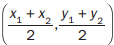 (x₁ + x₂ / 2, y₁ + y₂ / 2)